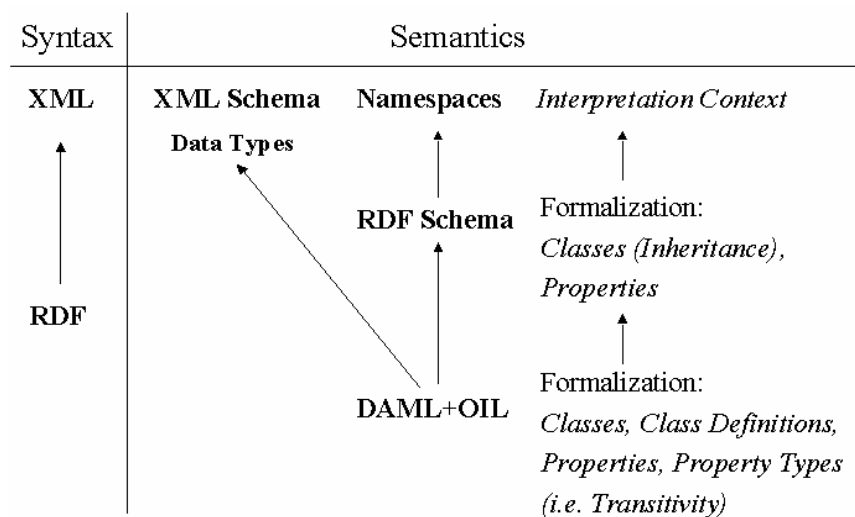 Syntax
Semantics
XML
XML Schema
Namespaces
Interpretation Context
Data Types
RDF Schema
Formalization:
Classes (Inheritance),
Properties
RDF
DAML+OIL
Formalization:
Classes, Class Definitions,
Properties, Property Types
(i.e. Transitivity)